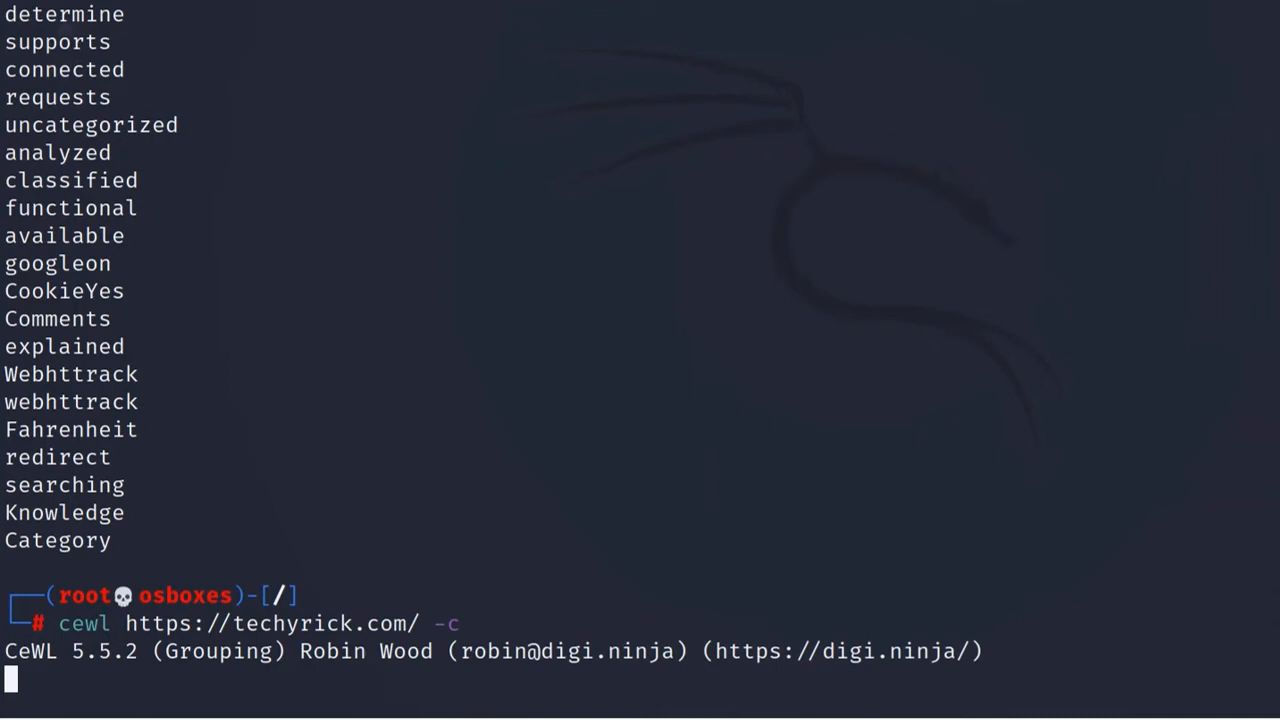 determine
supports
connected
requests
uncategorized
analyzed
classified
functional
available
googleon
CookieYes
Comments
explained
Webhttrack
webhttrack
Fahrenheit
redirect
searching
Knowledge
Category
┌──(root💀osboxes)-[/]
└─# cewl https://techyrick.com/ -c
CeWL 5.5.2 (Grouping) Robin Wood (robin@digi.ninja) (https://digi.ninja/)